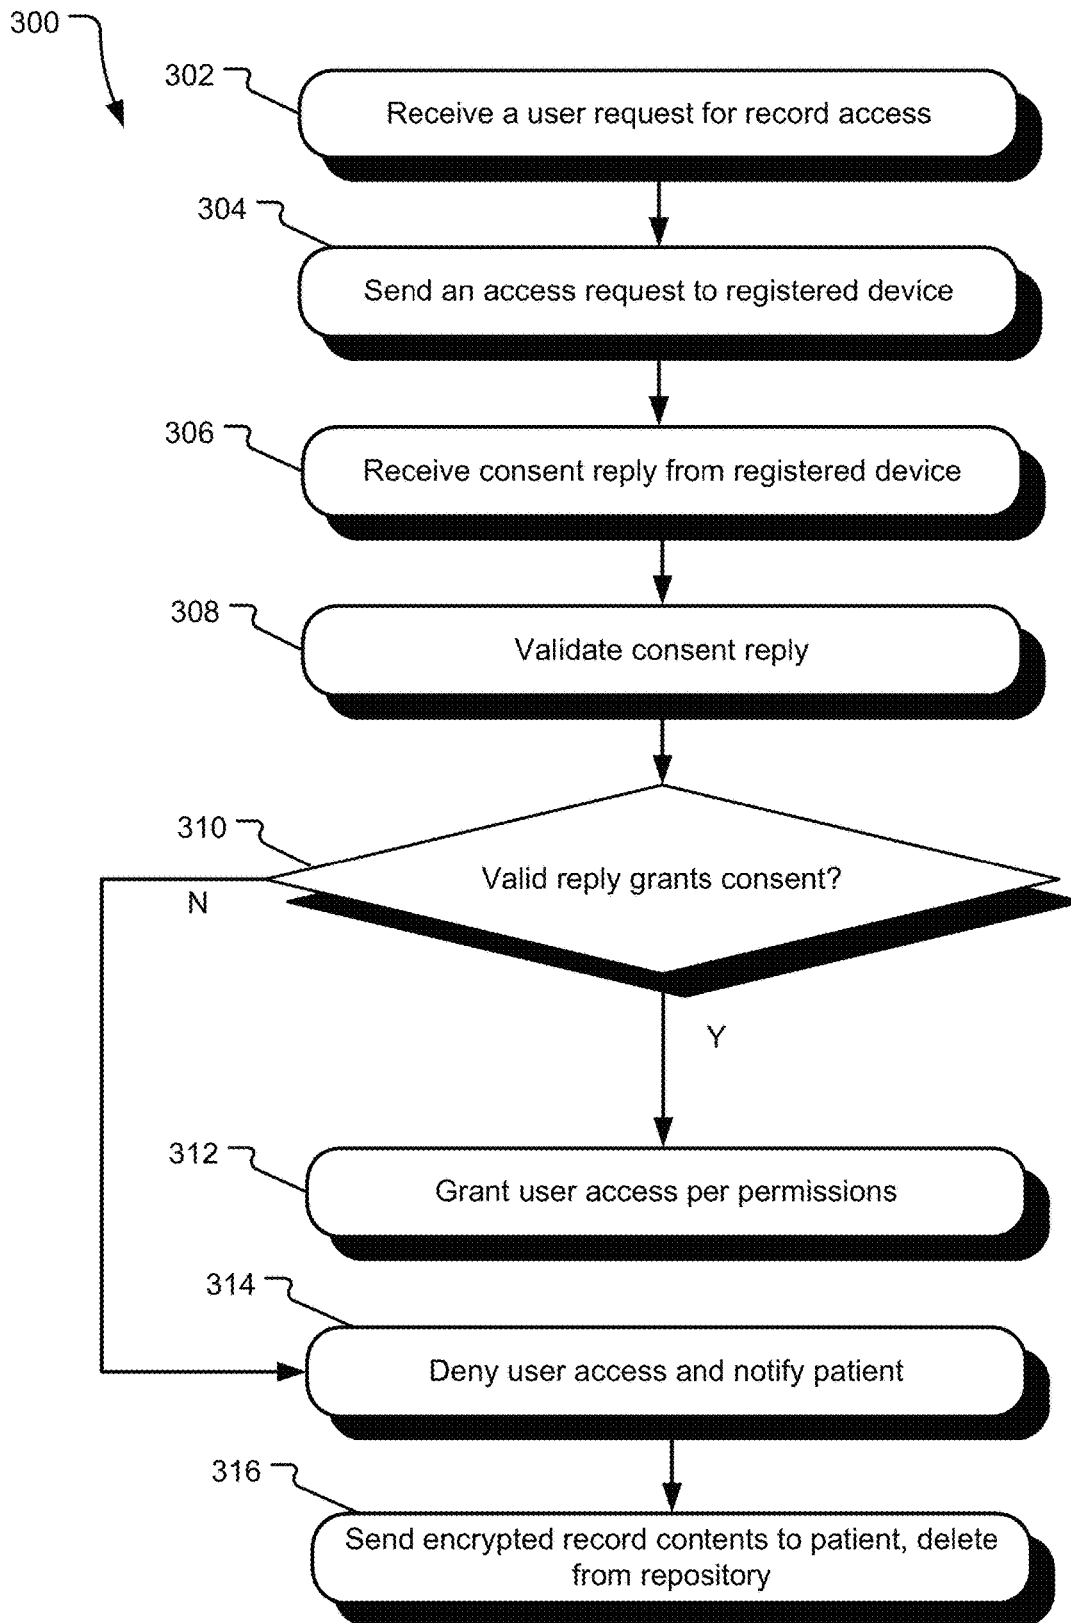 300
302
Receive a user request for record access
304
Send an access request to registered device
306
Receive consent reply from registered device
308
Validate consent reply
310
Valid reply grants consent?
N
Y
312
Grant user access per permissions
314
Deny user access and notify patient
316
Send encrypted record contents to patient, delete
from repository